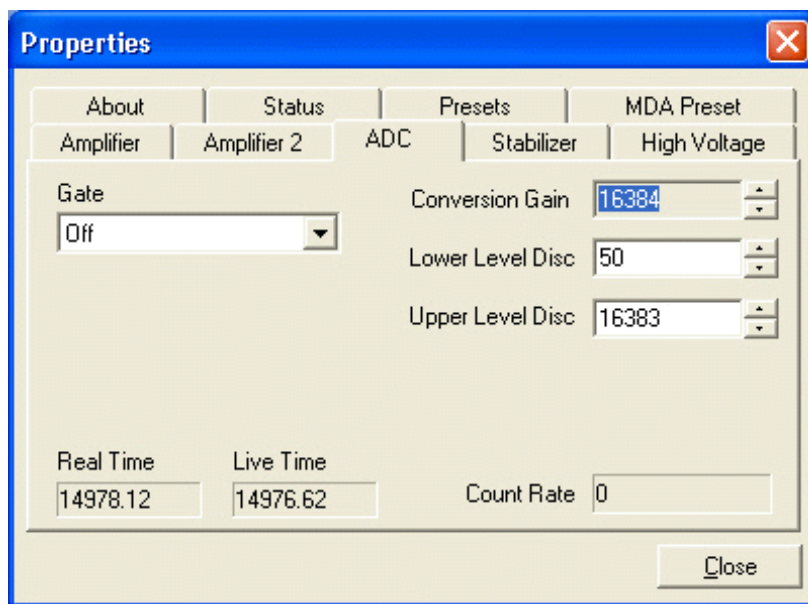 Properties
About Status Presets MDA Preset
Amplifier Amplifier 2 ADC Stabilizer High Voltage
Gate
Off
Conversion Gain 16384
Lower Level Disc 50
Upper Level Disc 16383
Real Time Live Time
14978.12 14976.62 Count Rate 0
Close